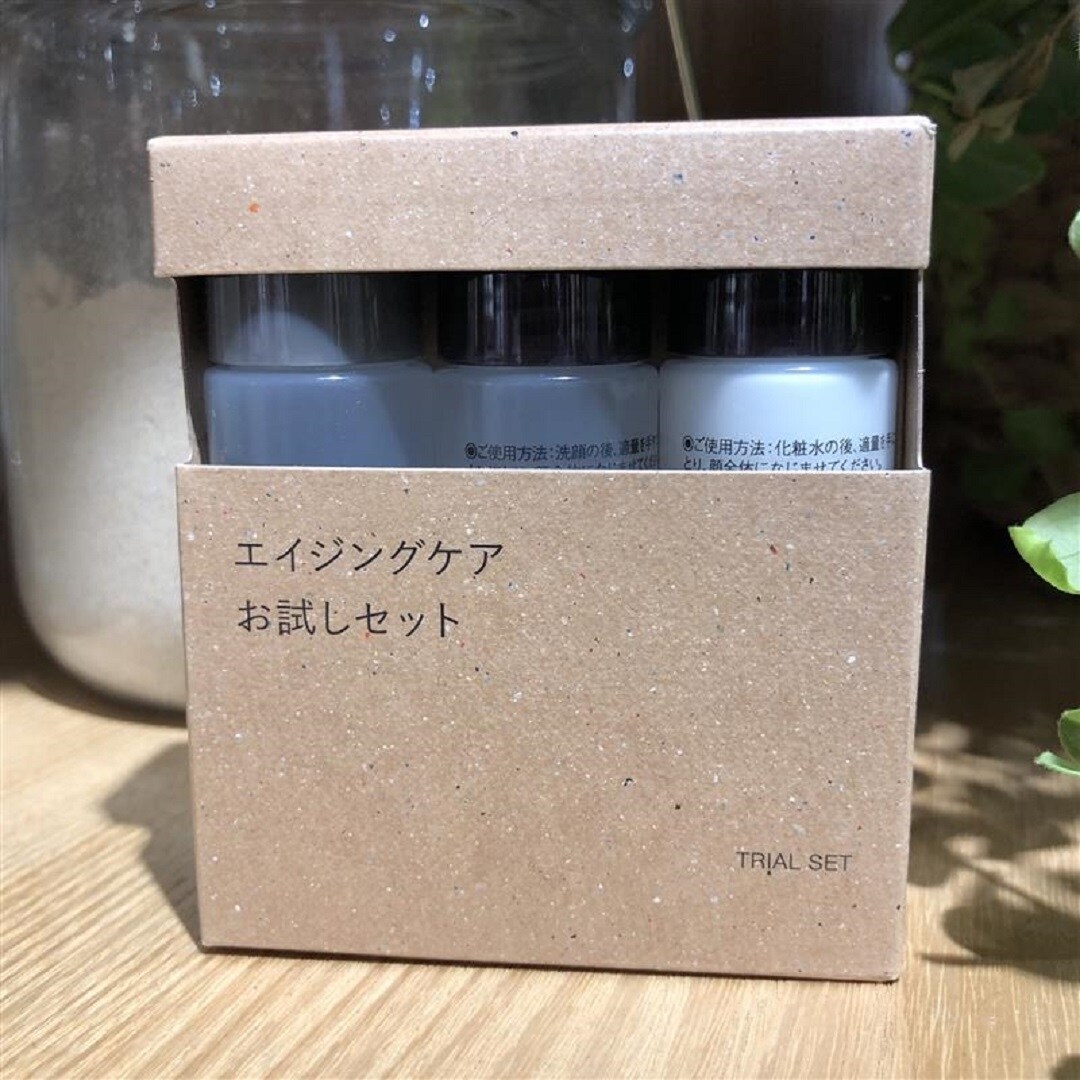 ◉ご使用方法:洗顔の後、適量を手
◉ご使用方法:化粧水の後、適量を手
とり、顔全体になじませてください。
エイジングケア
お試しセット
TRIAL SET